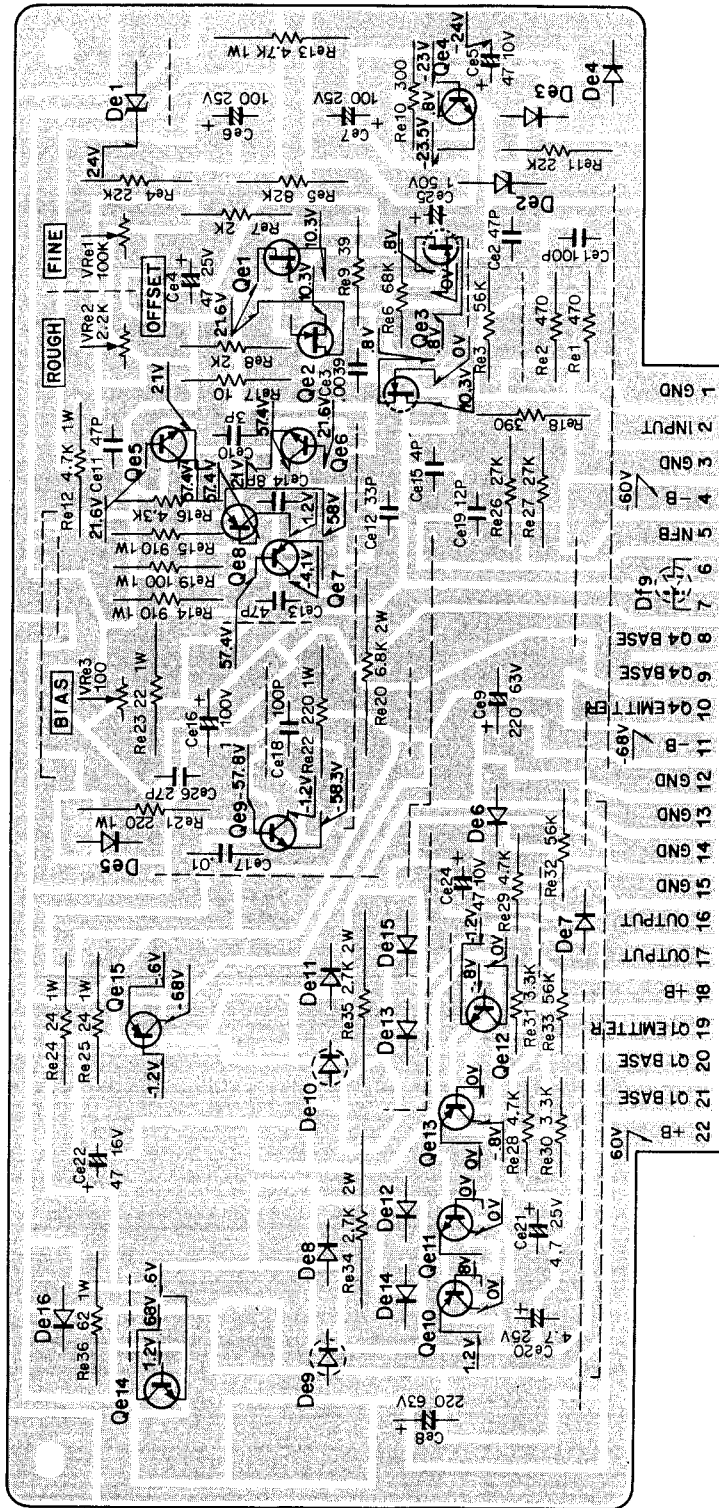 De1
24V
Re13 4.7K 1W
+
Ce6
100 25V
+
Ce7
100 25V
Re10 300
-23V
-24V
Qe4
Ce5 +
47 10V
.8V
-23.5V
De3
De4
Re4 22K
Re5 82K
Re7 2K
Ce25
1 50V
+
De2
Re11 22K
FINE
VRe1
100K
OFFSET
Ce4
47 25V
+
Qe1
10.3V
Re9 39
Re6 68K
.8V
0V
Qe3
Ce2 47P
Ce1 100P
ROUGH
VRe2
2.2K
21.6V
10.3V
Re8 2K
Re17 10
Qe2
Ce3
.0039
.8V
.8V
0V
10.3V
Re3 56K
Re2 470
Re1 470
21V
Re12 4.7K 1W
Ce11 47P
Qe5
57.4V
Ce10
57.4V
21.6V
Qe6
21.6V
57.4V
21V
Re18
390
Re16 4.3K
Ce14 8P
Qe8
1.2V
-58V
Re15 910 1W
Re19 100 1W
Re14 910 1W
-4.1V
Qe7
Ce13
47P
57.4V
Ce12 33P
Ce15 4P
Ce19 12P
Re26 27K
Re27 27K
Df9
BIAS
VRe3
100
Re23 22 1W
Ce16
1
100V
+
Ce18
100P
Re22 220 1W
Re20 6.8K 2W
Ce9
220 63V
+
Ce26 27P
-57.8V
Qe9
-1.2V
-58.3V
Re21
220 1W
De5
Ce17 .01
De6
Ce24
47 10V
+
Re29 4.7K
Re32 56K
De7
De11
De15
Re35 2.7K 2W
De10
De13
Re24 24 1W
Re25 24 1W
Qe15
-.6V
-68V
-1.2V
-1.2V
0V
-.8V
Qe12
Re31 3.3K
Re33 56K
Ce22
47 16V
+
Qe13
0V
-.8V
0V
Re28 4.7K
Re30 3.3K
De8
De12
Re34 2.7K 2W
De9
De14
0V
0V
Qe11
Ce21
4.7 25V
+
De16
Re36 62 1W
1.2V
68V
.6V
Qe14
Qe10
.8V
0V
1.2V
Ce20
4.7 25V
+
Ce8
220 63V
+
1 GND
2 INPUT
3 GND
-60V
4 -B
5 NFB
6
7
8 Q4 BASE
9 Q4 BASE
10 Q4 EMITTER
-68V
11 -B
12 GND
13 GND
14 GND
15 GND
16 OUTPUT
17 OUTPUT
18 +B
19 Q1 EMITTER
20 Q1 BASE
21 Q1 BASE
60V
22 +B